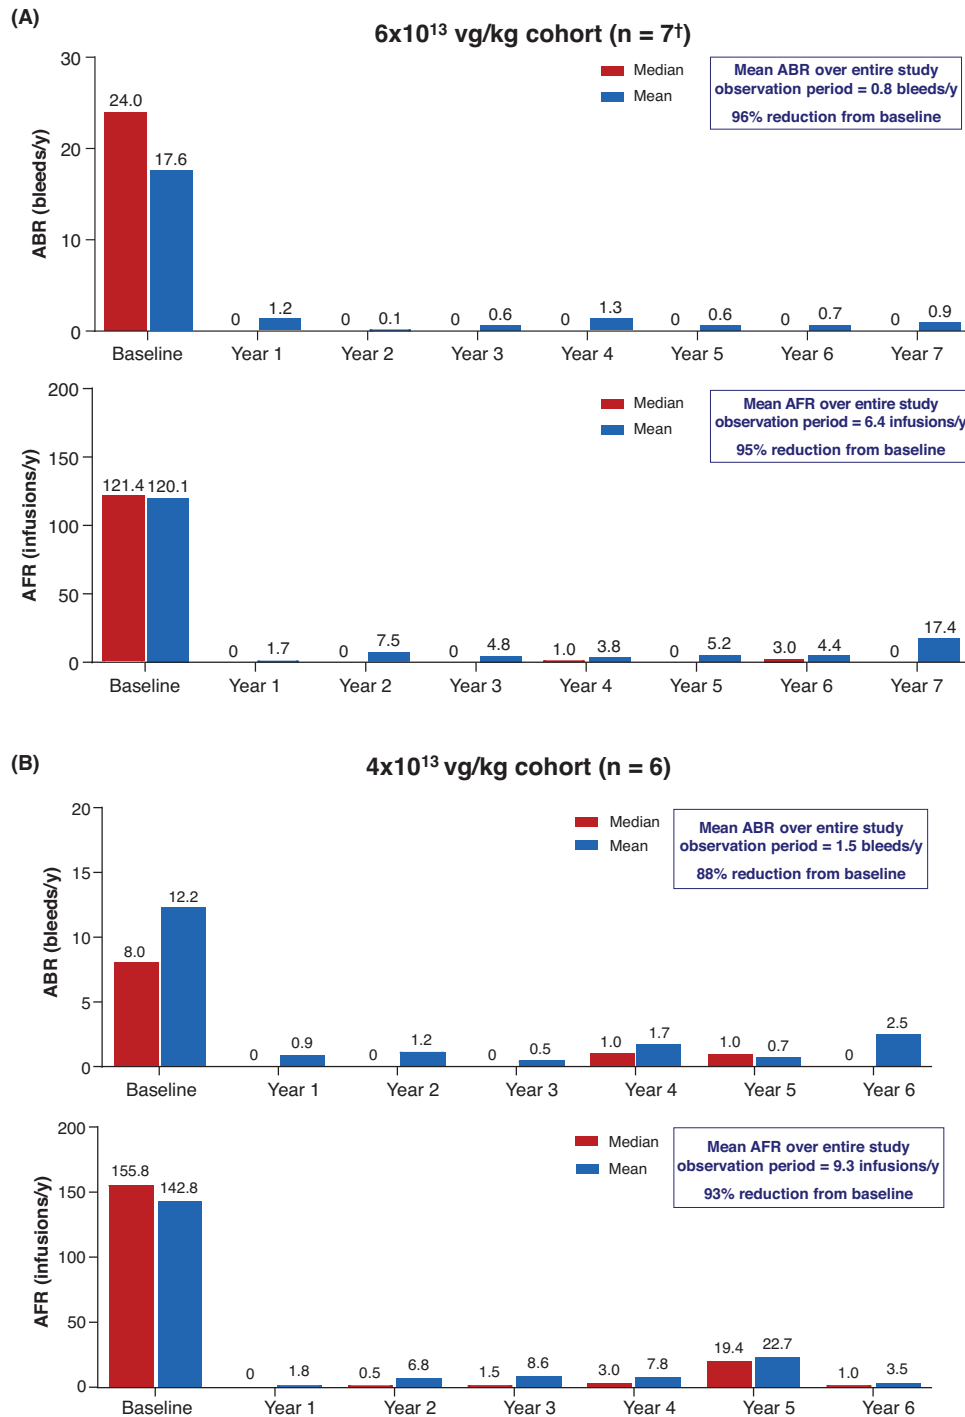 (A)
6x10¹³ vg/kg cohort (n = 7†)
Median
Mean
Mean ABR over entire study
observation period = 0.8 bleeds/y
96% reduction from baseline
ABR (bleeds/y)
30
20
10
0
24.0
17.6
0 1.2
0 0.1
0 0.6
0 1.3
0 0.6
0 0.7
0 0.9
Baseline Year 1 Year 2 Year 3 Year 4 Year 5 Year 6 Year 7
Median
Mean
Mean AFR over entire study
observation period = 6.4 infusions/y
95% reduction from baseline
AFR (infusions/y)
200
150
100
50
0
121.4 120.1
0 1.7
0 7.5
0 4.8
1.0 3.8
0 5.2
3.0 4.4
0 17.4
Baseline Year 1 Year 2 Year 3 Year 4 Year 5 Year 6 Year 7
(B)
4x10¹³ vg/kg cohort (n = 6)
Median
Mean
Mean ABR over entire study
observation period = 1.5 bleeds/y
88% reduction from baseline
ABR (bleeds/y)
20
15
10
5
0
8.0
12.2
0 0.9
0 1.2
0 0.5
1.0 1.7
1.0 0.7
0 2.5
Baseline Year 1 Year 2 Year 3 Year 4 Year 5 Year 6
Median
Mean
Mean AFR over entire study
observation period = 9.3 infusions/y
93% reduction from baseline
AFR (infusions/y)
200
150
100
50
0
155.8
142.8
0 1.8
0.5 6.8
1.5 8.6
3.0 7.8
19.4 22.7
1.0 3.5
Baseline Year 1 Year 2 Year 3 Year 4 Year 5 Year 6